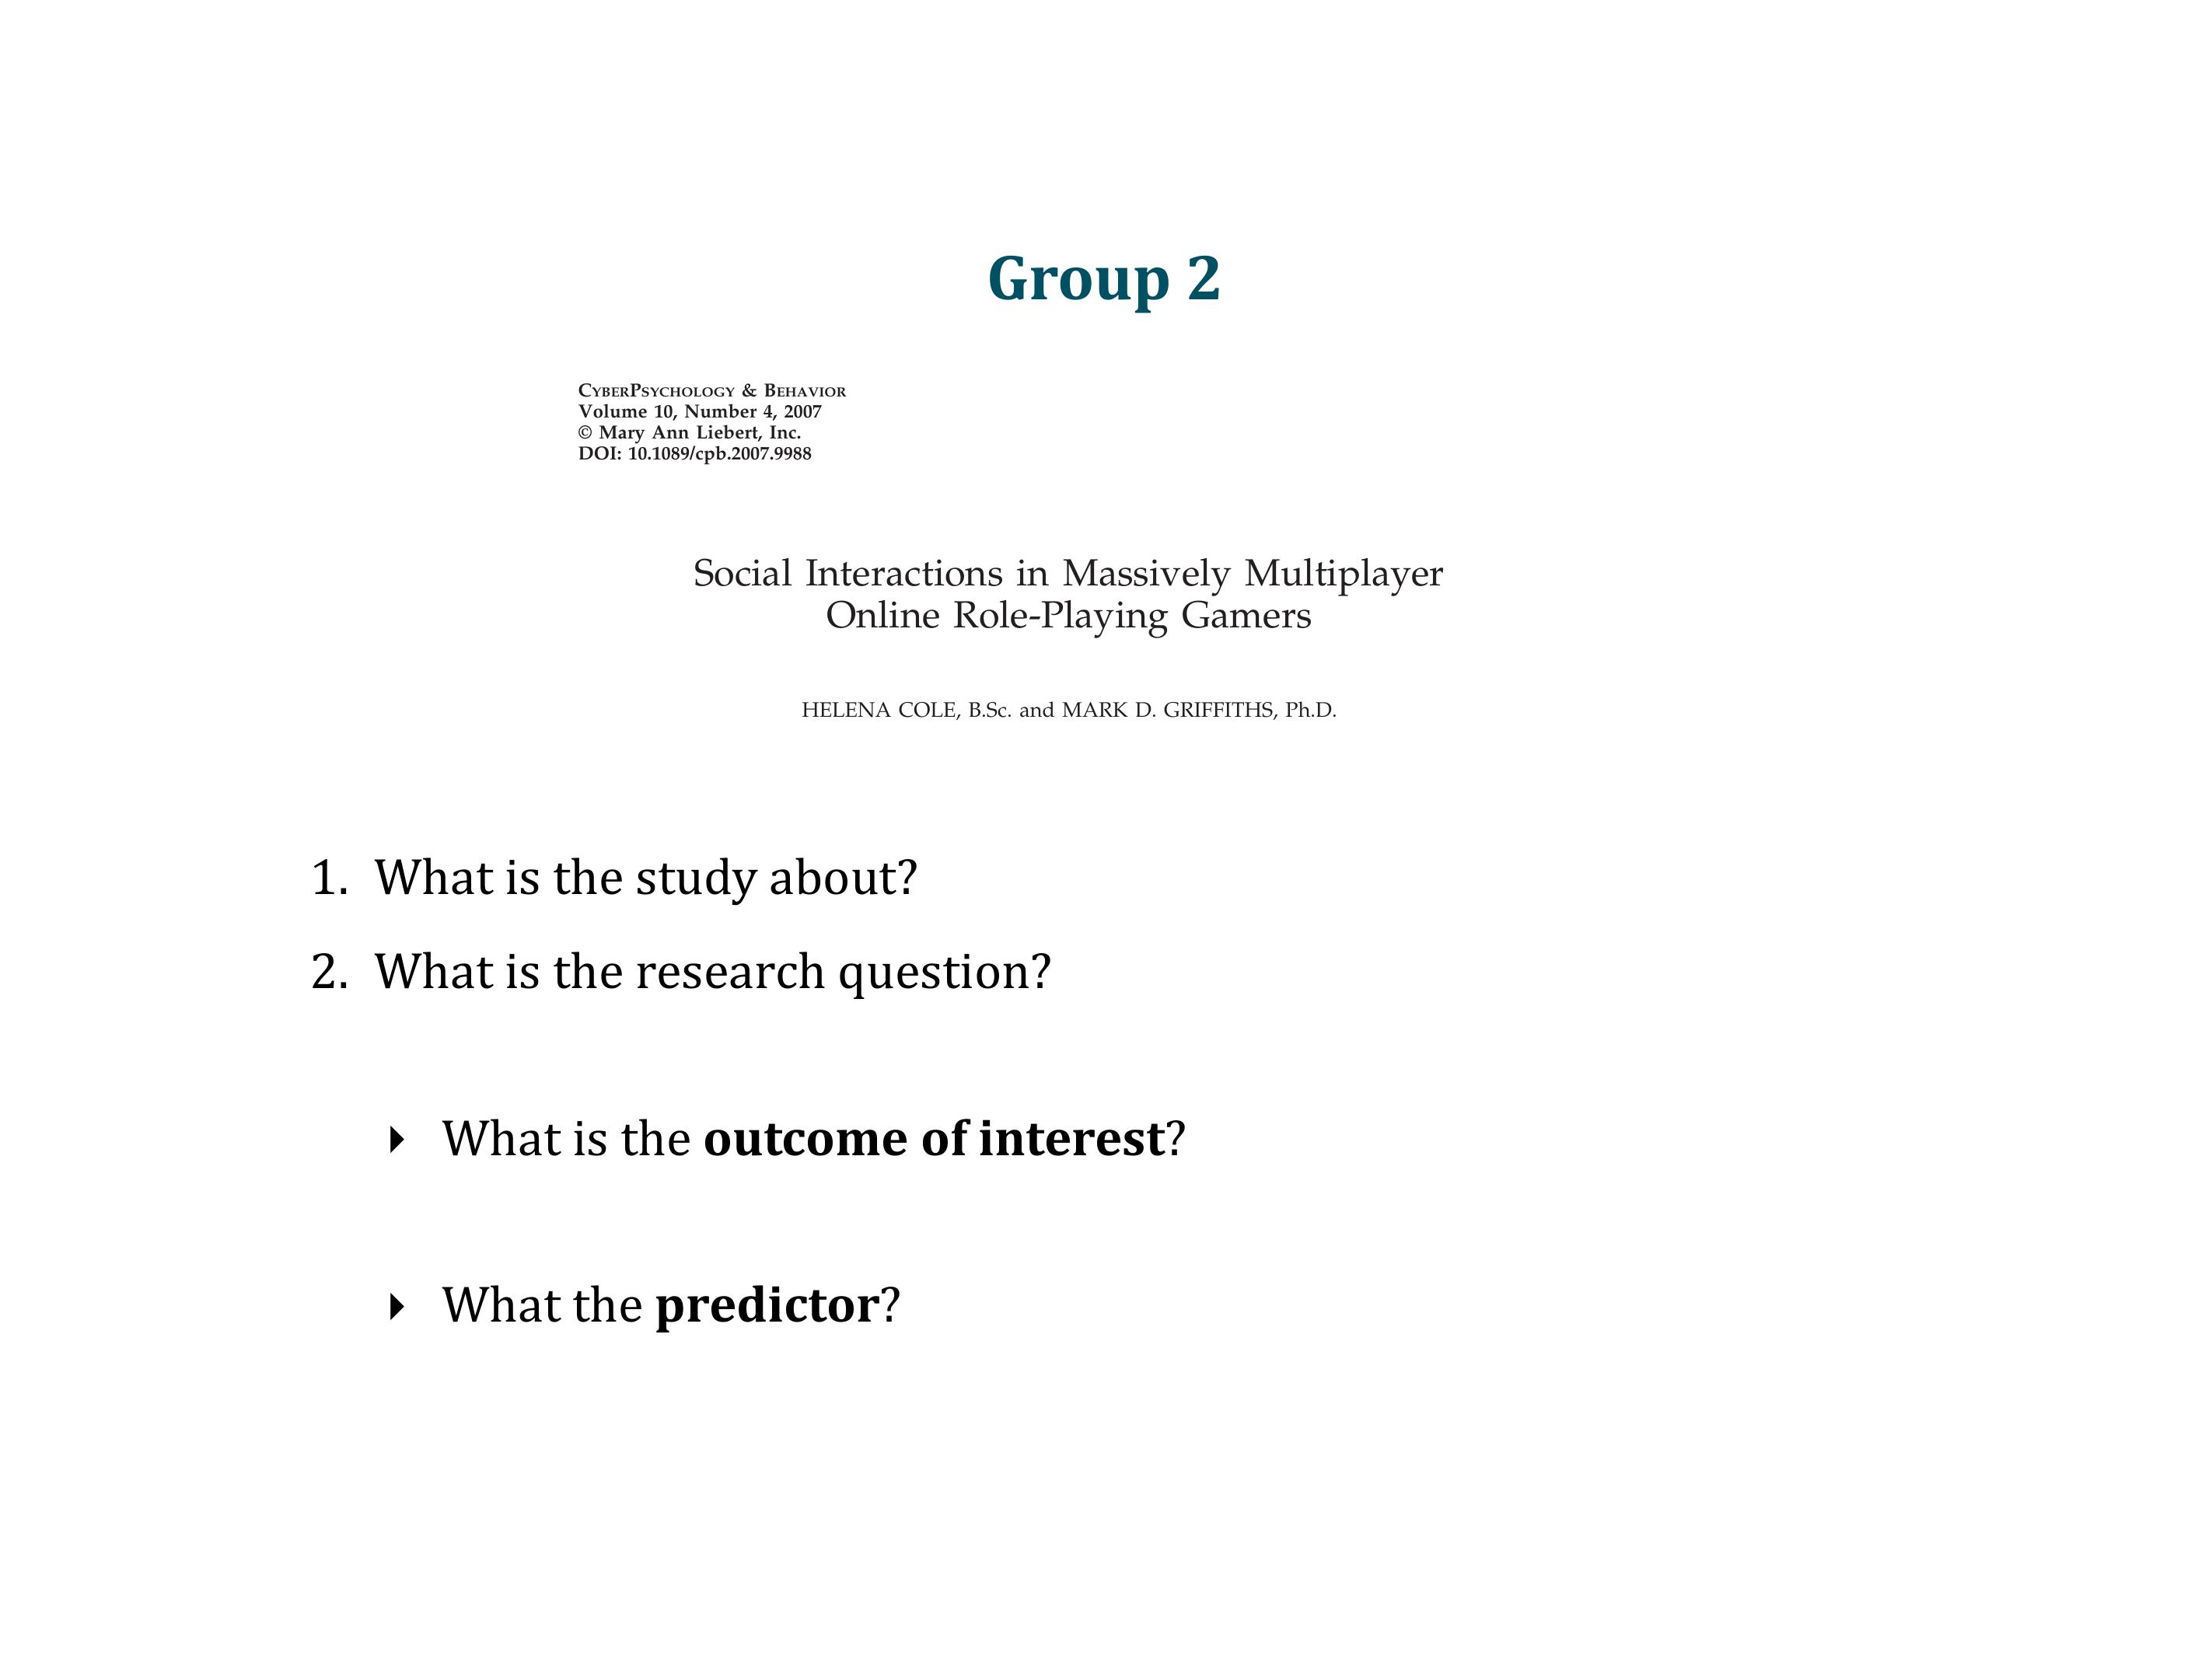 Group 2
CyberPsychology & Behavior
Volume 10, Number 4, 2007
© Mary Ann Liebert, Inc.
DOI: 10.1089/cpb.2007.9988
Social Interactions in Massively Multiplayer
Online Role-Playing Gamers
HELENA COLE, B.Sc. and MARK D. GRIFFITHS, Ph.D.
1. What is the study about?
2. What is the research question?
What is the outcome of interest?
What the predictor?